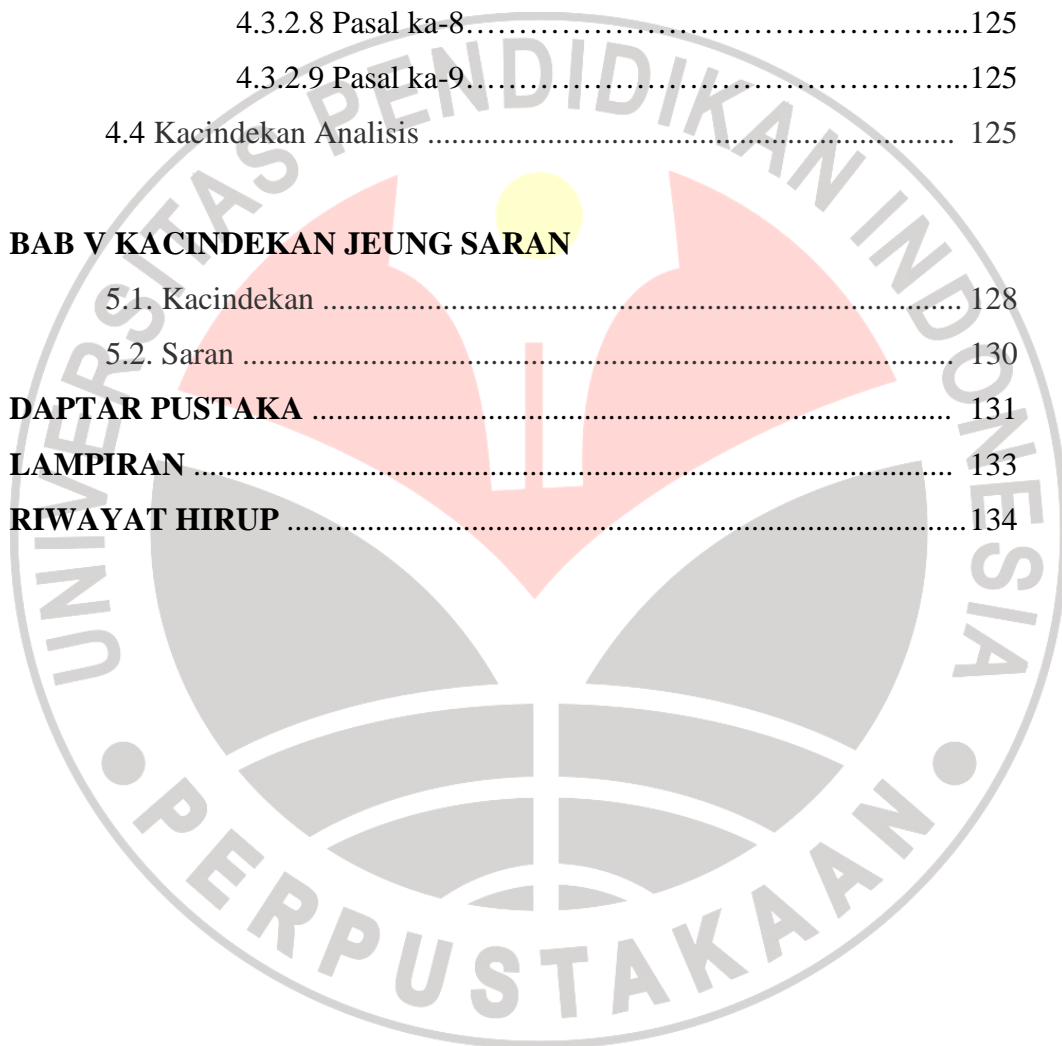 4.3.2.8 Pasal ka-8…………………………………………...125
4.3.2.9 Pasal ka-9…………………………………………...125
4.4 Kacindekan Analisis .................................................................. 125
BAB V KACINDEKAN JEUNG SARAN
5.1. Kacindekan ............................................................................... 128
5.2. Saran ......................................................................................... 130
DAPTAR PUSTAKA ................................................................................ 131
LAMPIRAN ............................................................................................... 133
RIWAYAT HIRUP .....................................................................................134
UNIVERSITAS PENDIDIKAN INDONESIA
PERPUSTAKAAN